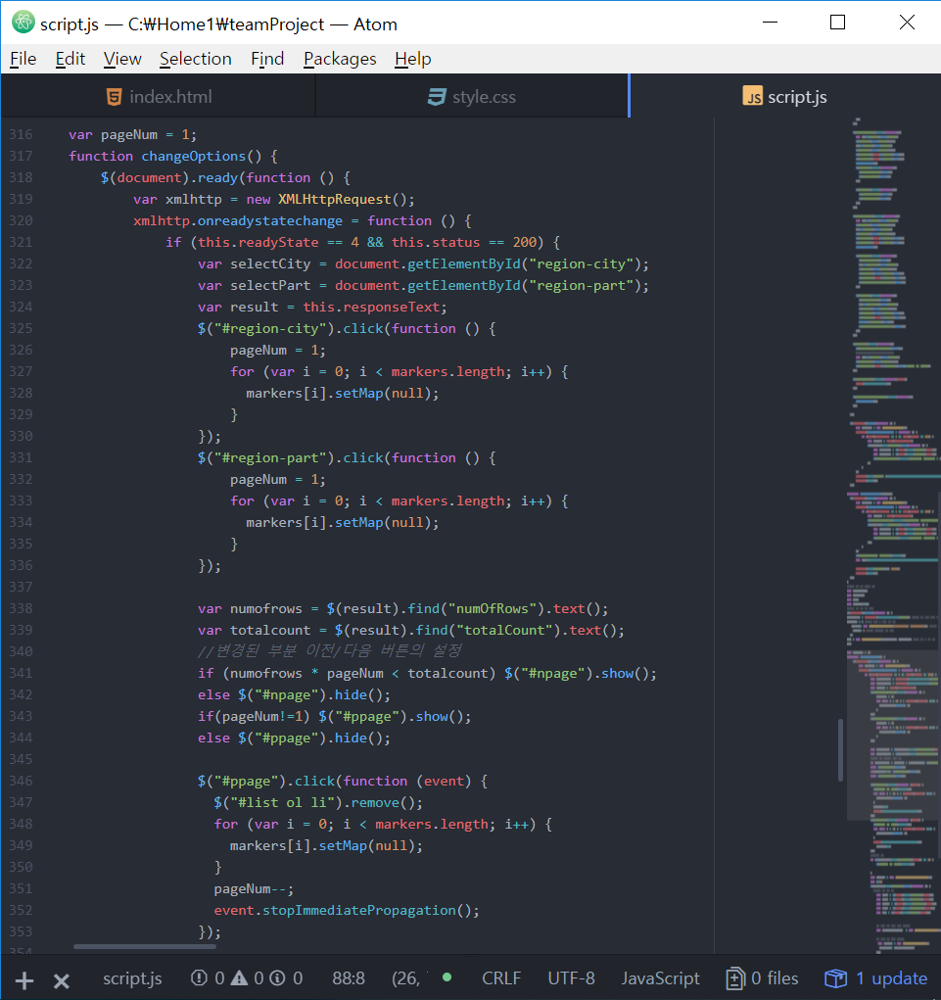 script.js — C:₩Home1₩teamProject — Atom
File Edit View Selection Find Packages Help
index.html style.css script.js
316 var pageNum = 1;
317 function changeOptions() {
318 $(document).ready(function () {
319 var xmlhttp = new XMLHttpRequest();
320 xmlhttp.onreadystatechange = function () {
321 if (this.readyState == 4 && this.status == 200) {
322 var selectCity = document.getElementById("region-city");
323 var selectPart = document.getElementById("region-part");
324 var result = this.responseText;
325 $("#region-city").click(function () {
326 pageNum = 1;
327 for (var i = 0; i < markers.length; i++) {
328 markers[i].setMap(null);
329 }
330 });
331 $("#region-part").click(function () {
332 pageNum = 1;
333 for (var i = 0; i < markers.length; i++) {
334 markers[i].setMap(null);
335 }
336 });
337
338 var numofrows = $(result).find("numOfRows").text();
339 var totalcount = $(result).find("totalCount").text();
340 //변경된 부분 이전/다음 버튼의 설정
341 if (numofrows * pageNum < totalcount) $("#npage").show();
342 else $("#npage").hide();
343 if(pageNum!=1) $("#ppage").show();
344 else $("#ppage").hide();
345
346 $("#ppage").click(function (event) {
347 $("#list ol li").remove();
348 for (var i = 0; i < markers.length; i++) {
349 markers[i].setMap(null);
350 }
351 pageNum--;
352 event.stopImmediatePropagation();
353 });
354
script.js 0 0 0 88:8 (26, CRLF UTF-8 JavaScript 0 files 1 update